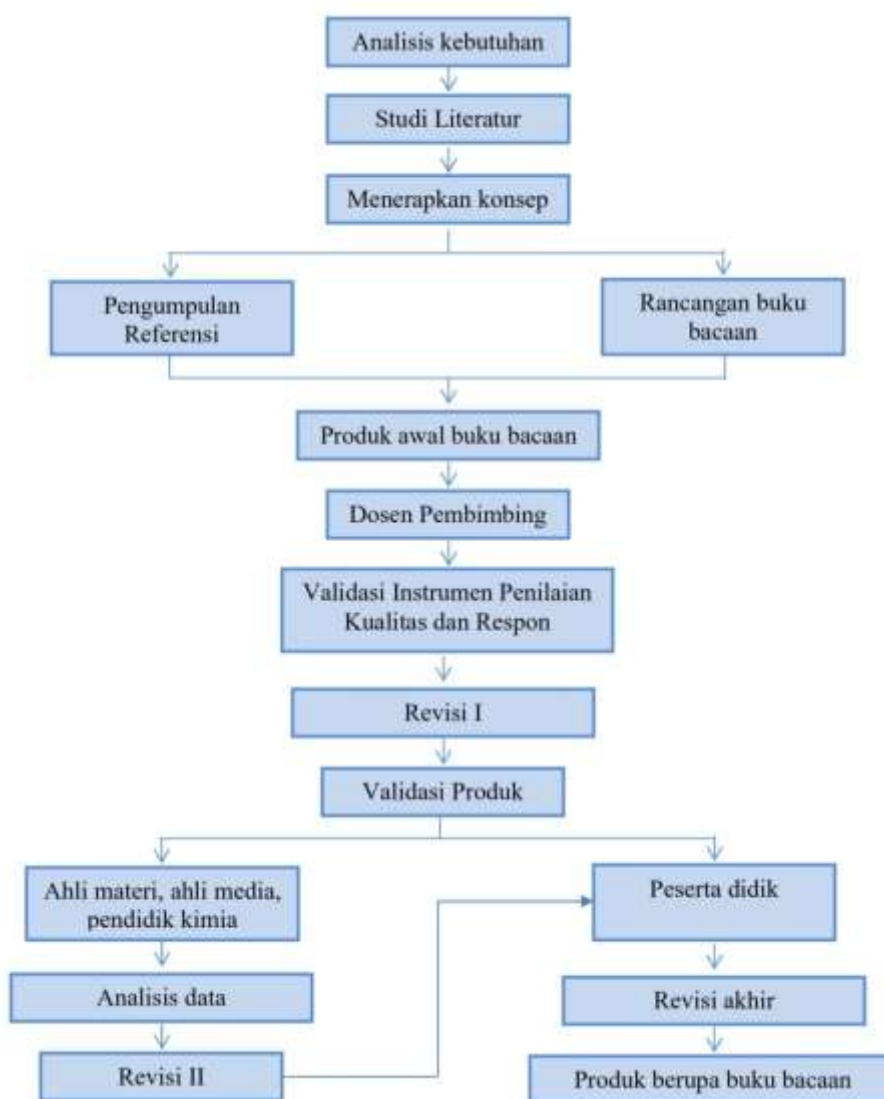 Analisis kebutuhan
Studi Literatur
Menerapkan konsep
Pengumpulan
Referensi
Rancangan buku
bacaan
Produk awal buku bacaan
Dosen Pembimbing
Validasi Instrumen Penilaian
Kualitas dan Respon
Revisi I
Validasi Produk
Ahli materi, ahli media,
pendidik kimia
Analisis data
Revisi II
Peserta didik
Revisi akhir
Produk berupa buku bacaan